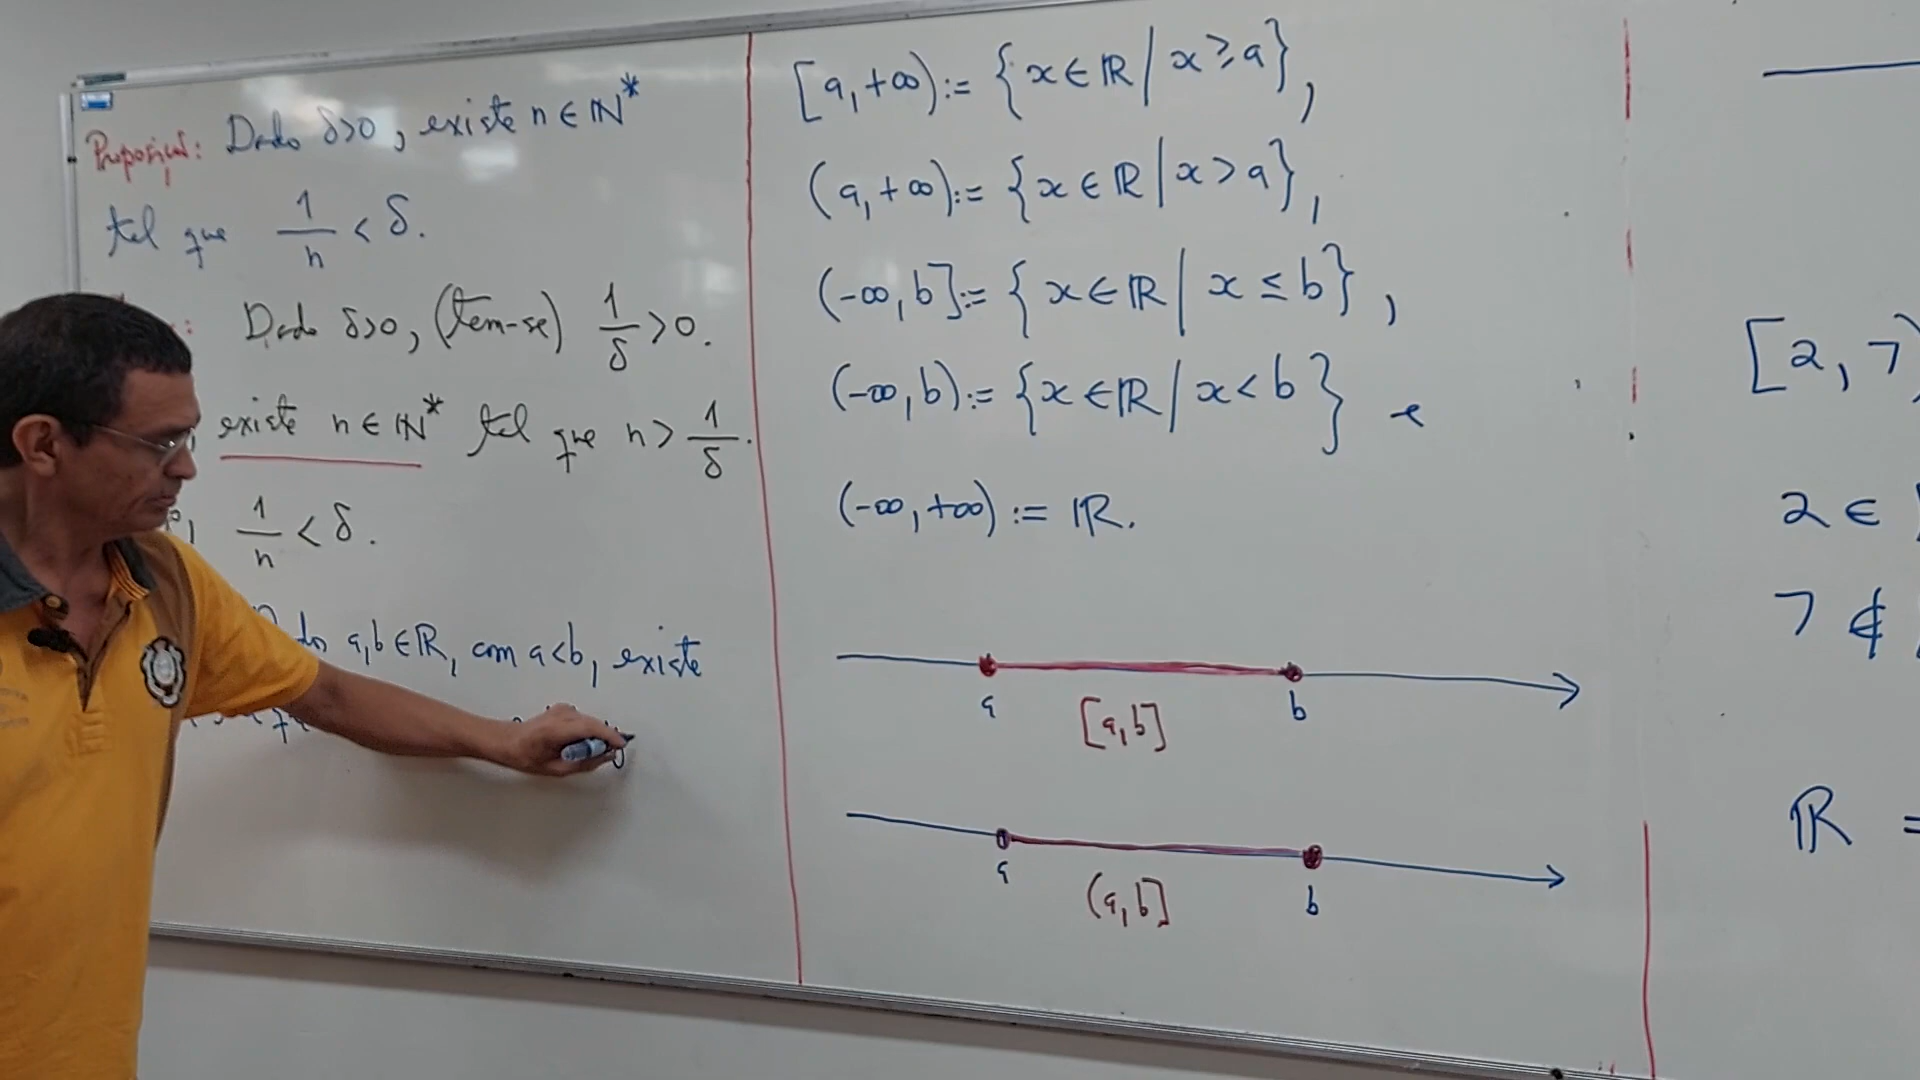 Proposição: Dado δ>0, existe n ∈ ℕ*
tal que 1/n < δ.
Dado δ>0, (tem-se) 1/δ > 0.
existe n ∈ ℕ* tal que n > 1/δ.
1/n < δ.
a,b ∈ ℝ, com a<b, existe
[a,+∞) := {x ∈ ℝ / x ≥ a},
(a,+∞) := {x ∈ ℝ / x > a},
(-∞,b] := {x ∈ ℝ / x ≤ b},
(-∞,b) := {x ∈ ℝ / x < b} e
(-∞,+∞) := ℝ.
a [a,b] b
a (a,b] b
[2,7)
2 ∈
7 ∉
ℝ =